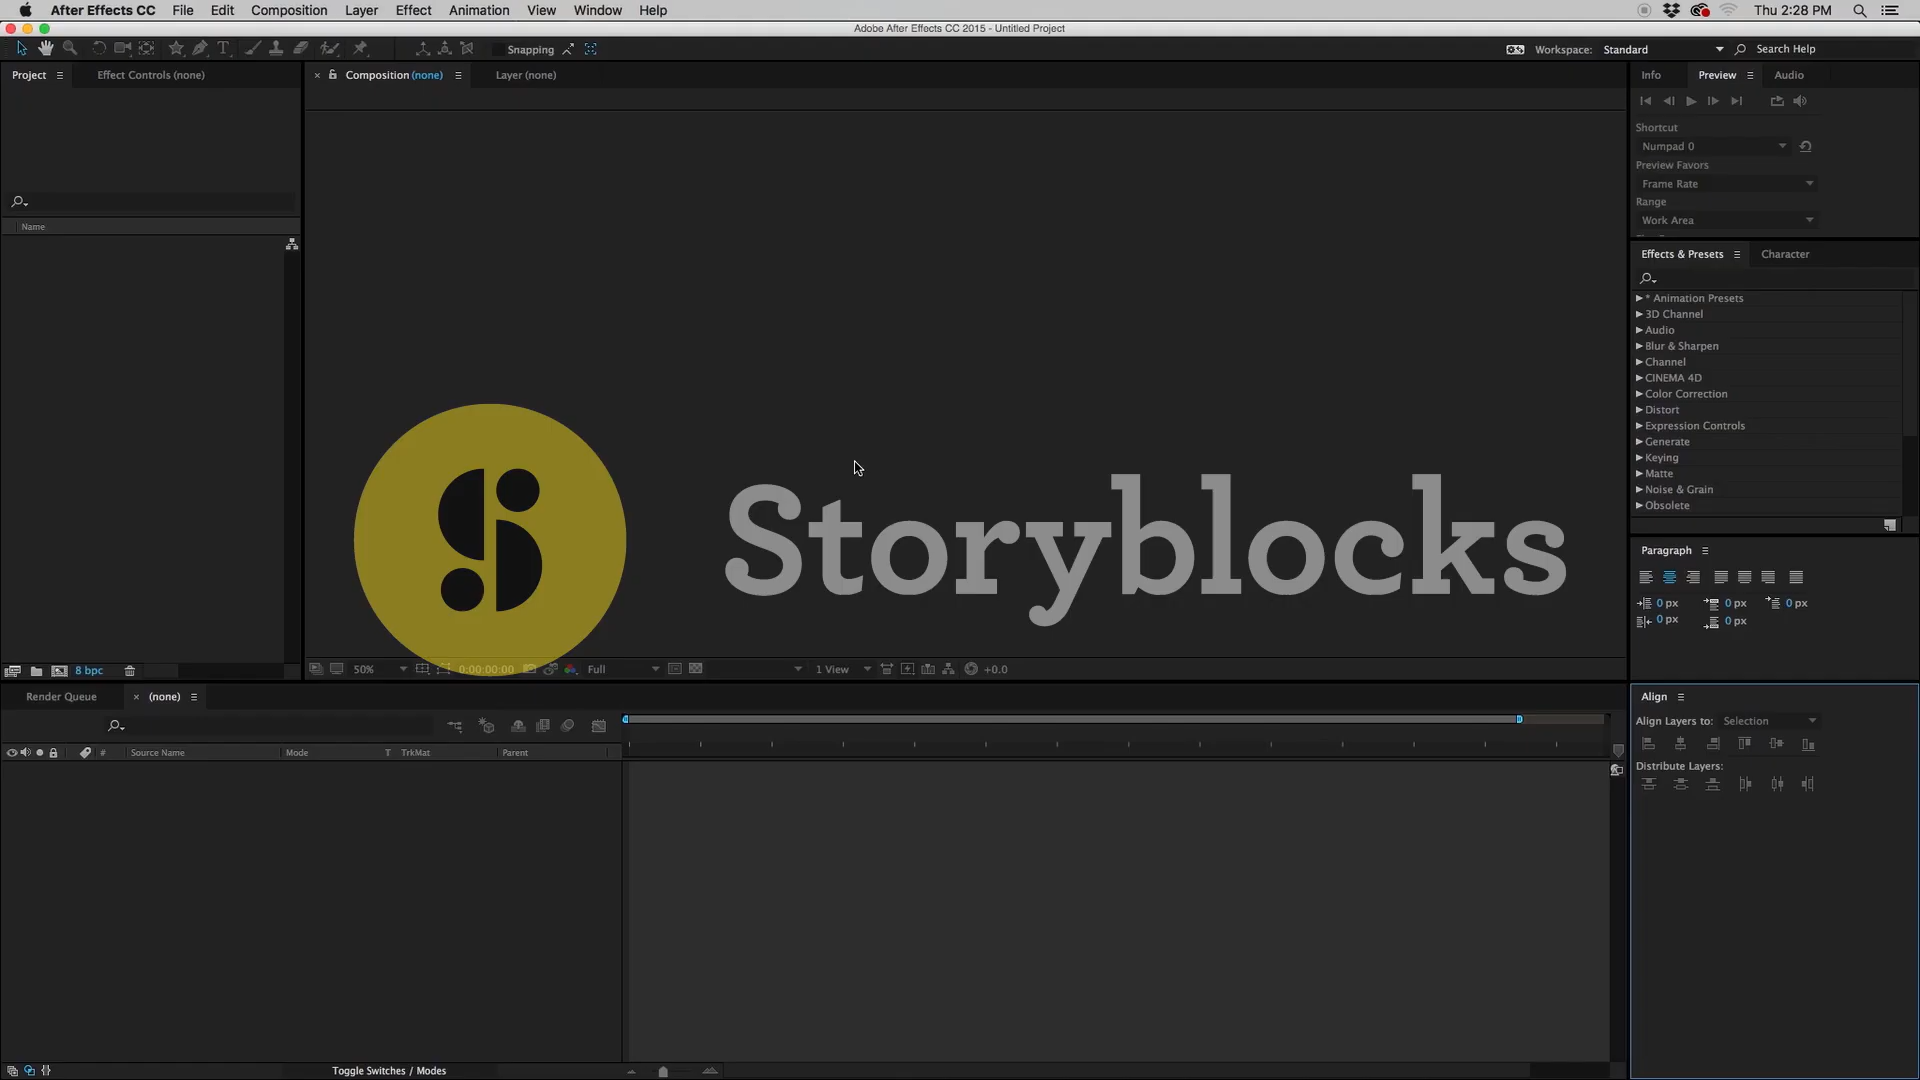 After Effects CC File Edit Composition Layer Effect Animation View Window Help Thu 2:28 PM
Adobe After Effects CC 2015 - Untitled Project
Snapping Workspace: Standard Search Help
Project Effect Controls (none) Composition (none) Layer (none) Info Preview Audio
Shortcut
Numpad 0
Preview Favors
Frame Rate
Range
Work Area
Name
Effects & Presets Character
* Animation Presets
3D Channel
Audio
Blur & Sharpen
Channel
CINEMA 4D
Color Correction
Distort
Expression Controls
Generate
Keying
Matte
Noise & Grain
Obsolete
Storyblocks
Paragraph
0 px 0 px 0 px
0 px 0 px
8 bpc 50% 0:00:00:00 Full 1 View +0.0
Render Queue (none) Align
Align Layers to: Selection
# Source Name Mode T TrkMat Parent
Distribute Layers:
Toggle Switches / Modes